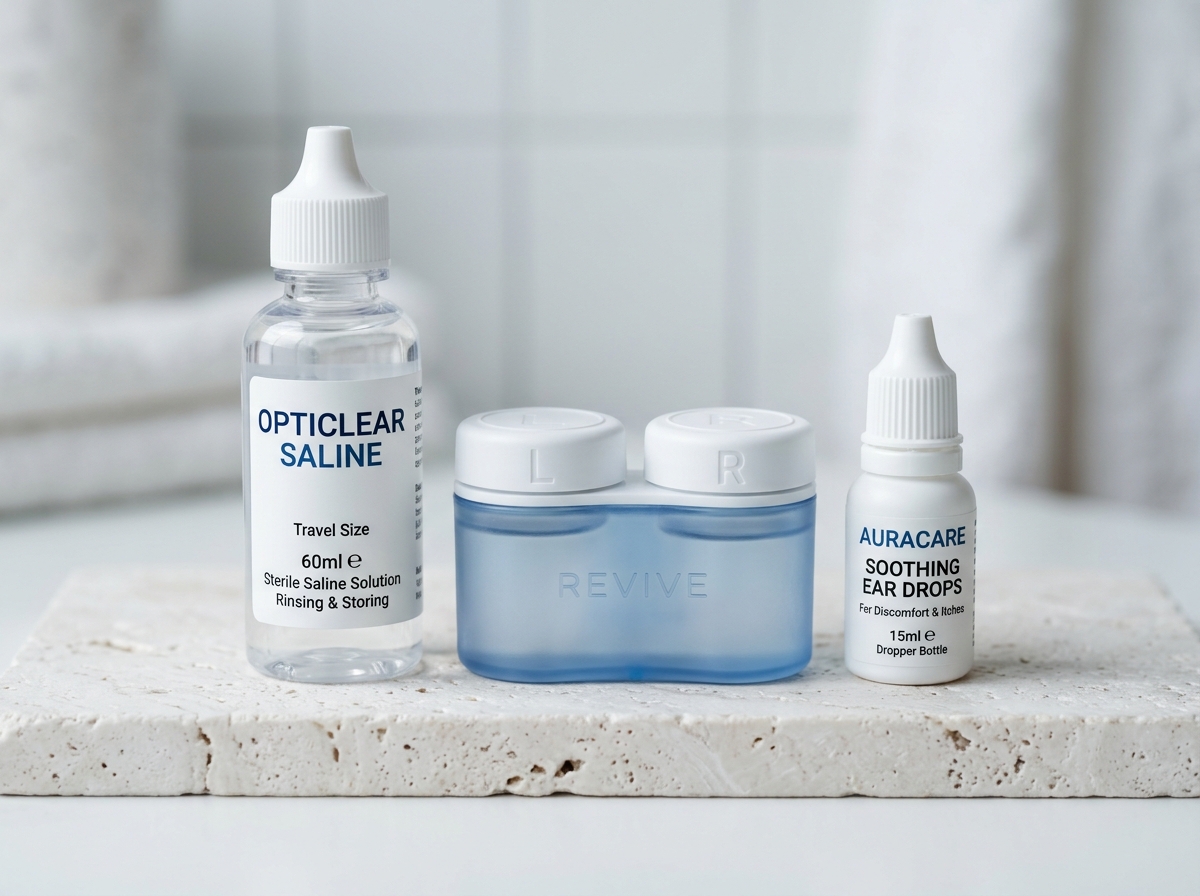 OPTICLEAR
SALINE
Travel Size
60ml ℮
Sterile Saline Solution
Rinsing & Storing
L
R
REVIVE
AURACARE
SOOTHING
EAR DROPS
Fer Discomfort & Itches
15ml ℮
Dropper Bottle